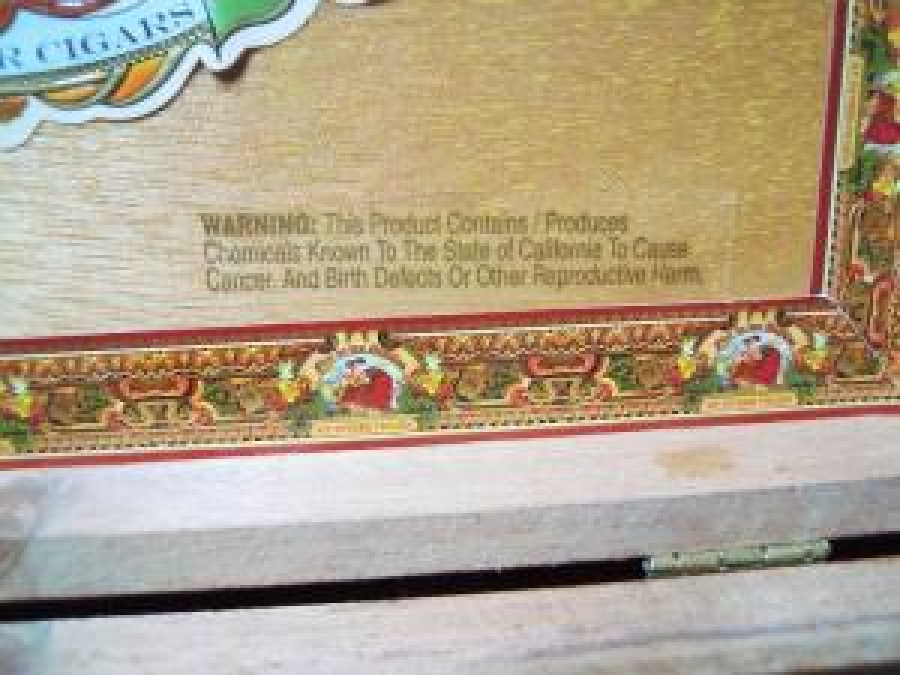 R CIGARS
WARNING: This Product Contains / Produces
Chemicals Known To The State of California To Cause
Cancer, And Birth Defects Or Other Reproductive Harm.